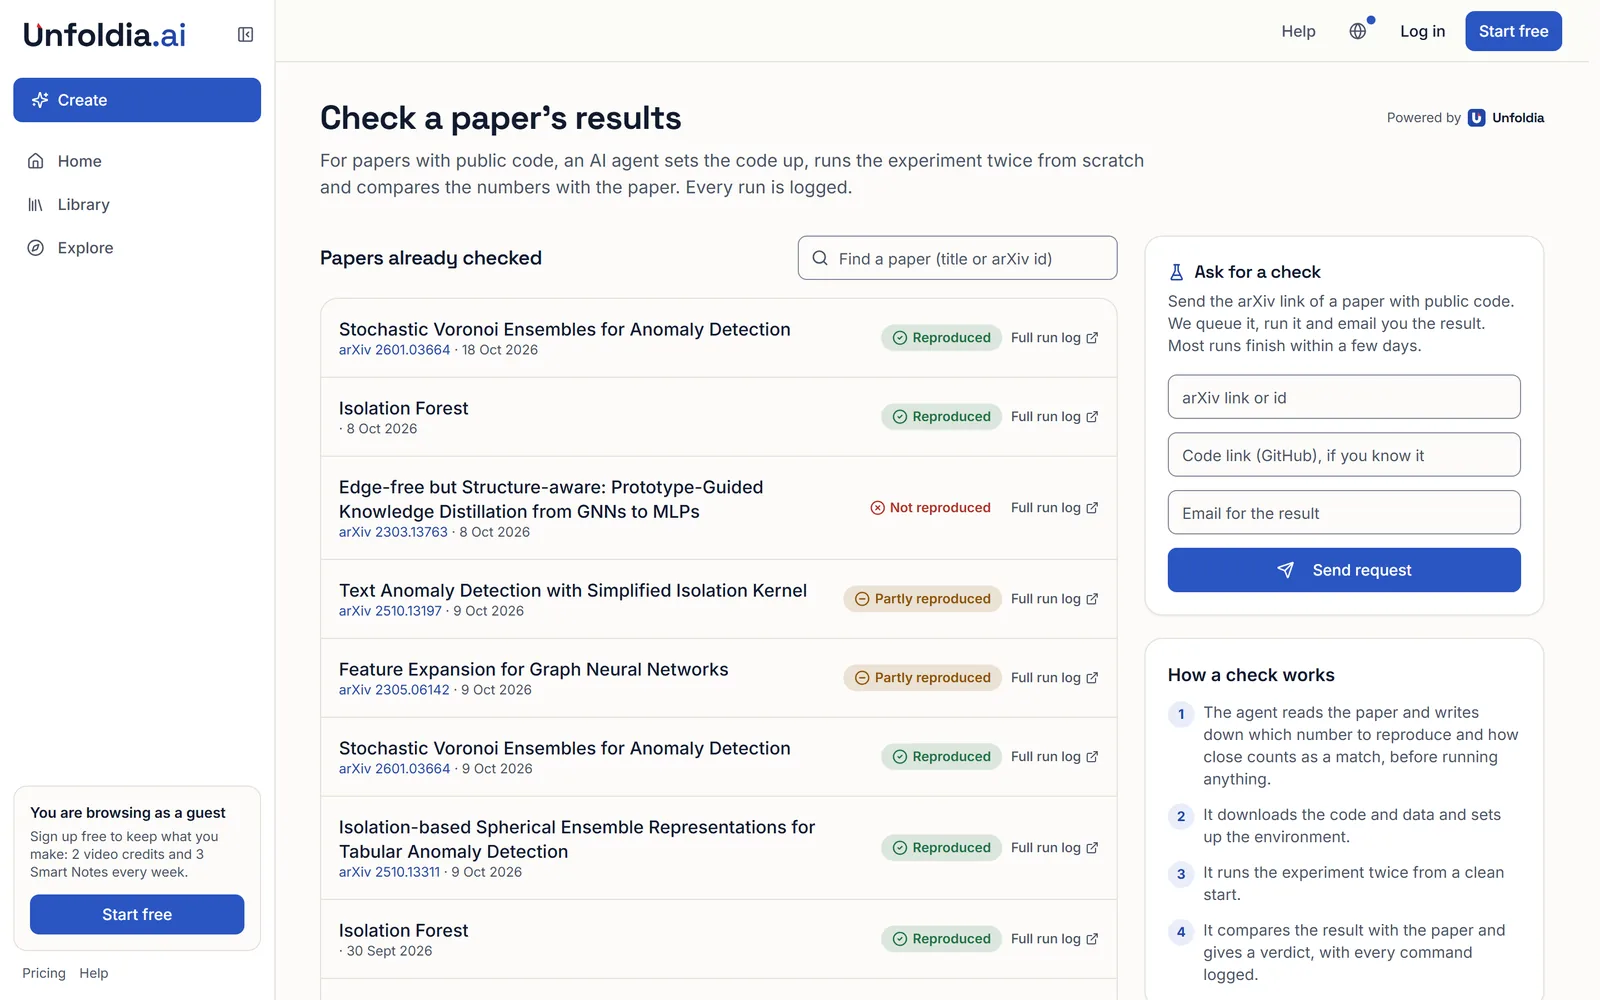 Unfoldia.ai
Create
Home
Library
Explore
You are browsing as a guest
Sign up free to keep what you
make: 2 video credits and 3
Smart Notes every week.
Start free
Pricing Help
Help
Log in
Start free
Check a paper's results
Powered by Unfoldia
For papers with public code, an AI agent sets the code up, runs the experiment twice from scratch
and compares the numbers with the paper. Every run is logged.
Papers already checked
Find a paper (title or arXiv id)
Stochastic Voronoi Ensembles for Anomaly Detection
arXiv 2601.03664 · 18 Oct 2026
Reproduced
Full run log
Isolation Forest
· 8 Oct 2026
Reproduced
Full run log
Edge-free but Structure-aware: Prototype-Guided
Knowledge Distillation from GNNs to MLPs
arXiv 2303.13763 · 8 Oct 2026
Not reproduced
Full run log
Text Anomaly Detection with Simplified Isolation Kernel
arXiv 2510.13197 · 9 Oct 2026
Partly reproduced
Full run log
Feature Expansion for Graph Neural Networks
arXiv 2305.06142 · 9 Oct 2026
Partly reproduced
Full run log
Stochastic Voronoi Ensembles for Anomaly Detection
arXiv 2601.03664 · 9 Oct 2026
Reproduced
Full run log
Isolation-based Spherical Ensemble Representations for
Tabular Anomaly Detection
arXiv 2510.13311 · 9 Oct 2026
Reproduced
Full run log
Isolation Forest
· 30 Sept 2026
Reproduced
Full run log
Ask for a check
Send the arXiv link of a paper with public code.
We queue it, run it and email you the result.
Most runs finish within a few days.
arXiv link or id
Code link (GitHub), if you know it
Email for the result
Send request
How a check works
1 The agent reads the paper and writes
down which number to reproduce and how
close counts as a match, before running
anything.
2 It downloads the code and data and sets
up the environment.
3 It runs the experiment twice from a clean
start.
4 It compares the result with the paper and
gives a verdict, with every command
logged.